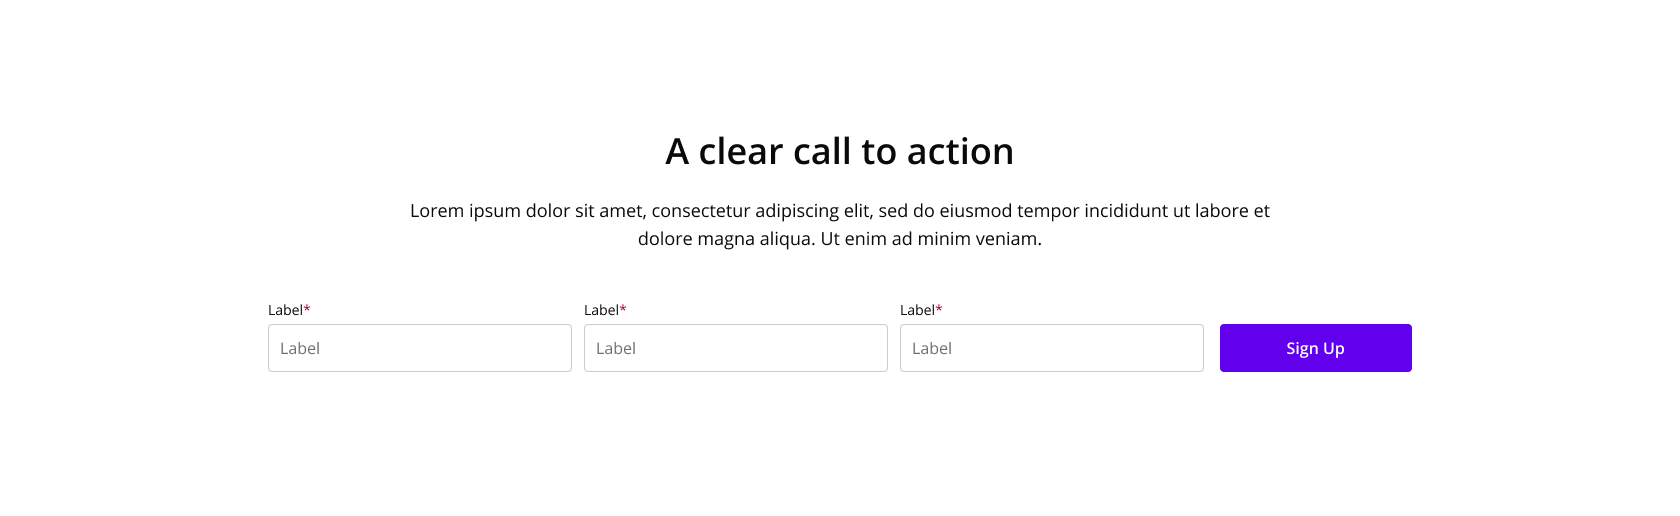 A clear call to action
Lorem ipsum dolor sit amet, consectetur adipiscing elit, sed do eiusmod tempor incididunt ut labore et
dolore magna aliqua. Ut enim ad minim veniam.
Label* Label* Label*
Label Label Label Sign Up